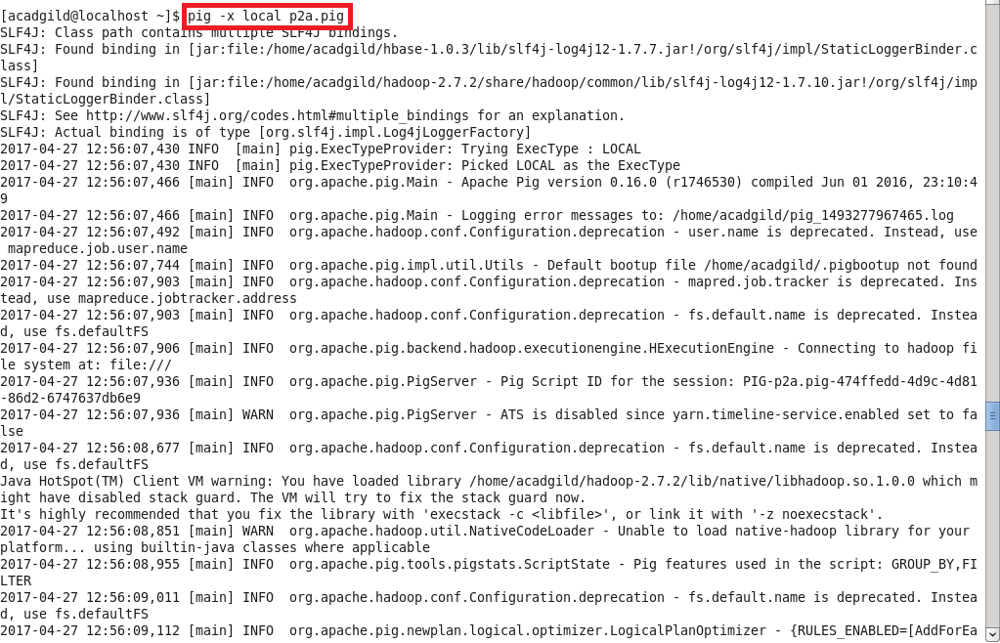 [acadgild@localhost ~]$ pig -x local p2a.pig
SLF4J: Class path contains multiple SLF4J bindings.
SLF4J: Found binding in [jar:file:/home/acadgild/hbase-1.0.3/lib/slf4j-log4j12-1.7.7.jar!/org/slf4j/impl/StaticLoggerBinder.c
lass]
SLF4J: Found binding in [jar:file:/home/acadgild/hadoop-2.7.2/share/hadoop/common/lib/slf4j-log4j12-1.7.10.jar!/org/slf4j/imp
l/StaticLoggerBinder.class]
SLF4J: See http://www.slf4j.org/codes.html#multiple_bindings for an explanation.
SLF4J: Actual binding is of type [org.slf4j.impl.Log4jLoggerFactory]
2017-04-27 12:56:07,430 INFO  [main] pig.ExecTypeProvider: Trying ExecType : LOCAL
2017-04-27 12:56:07,430 INFO  [main] pig.ExecTypeProvider: Picked LOCAL as the ExecType
2017-04-27 12:56:07,466 [main] INFO  org.apache.pig.Main - Apache Pig version 0.16.0 (r1746530) compiled Jun 01 2016, 23:10:4
9
2017-04-27 12:56:07,466 [main] INFO  org.apache.pig.Main - Logging error messages to: /home/acadgild/pig_1493277967465.log
2017-04-27 12:56:07,492 [main] INFO  org.apache.hadoop.conf.Configuration.deprecation - user.name is deprecated. Instead, use
 mapreduce.job.user.name
2017-04-27 12:56:07,744 [main] INFO  org.apache.pig.impl.util.Utils - Default bootup file /home/acadgild/.pigbootup not found
2017-04-27 12:56:07,903 [main] INFO  org.apache.hadoop.conf.Configuration.deprecation - mapred.job.tracker is deprecated. Ins
tead, use mapreduce.jobtracker.address
2017-04-27 12:56:07,903 [main] INFO  org.apache.hadoop.conf.Configuration.deprecation - fs.default.name is deprecated. Instea
d, use fs.defaultFS
2017-04-27 12:56:07,906 [main] INFO  org.apache.pig.backend.hadoop.executionengine.HExecutionEngine - Connecting to hadoop fi
le system at: file:///
2017-04-27 12:56:07,936 [main] INFO  org.apache.pig.PigServer - Pig Script ID for the session: PIG-p2a.pig-474ffedd-4d9c-4d81
-86d2-6747637db6e9
2017-04-27 12:56:07,936 [main] WARN  org.apache.pig.PigServer - ATS is disabled since yarn.timeline-service.enabled set to fa
lse
2017-04-27 12:56:08,677 [main] INFO  org.apache.hadoop.conf.Configuration.deprecation - fs.default.name is deprecated. Instea
d, use fs.defaultFS
Java HotSpot(TM) Client VM warning: You have loaded library /home/acadgild/hadoop-2.7.2/lib/native/libhadoop.so.1.0.0 which m
ight have disabled stack guard. The VM will try to fix the stack guard now.
It's highly recommended that you fix the library with 'execstack -c <libfile>', or link it with '-z noexecstack'.
2017-04-27 12:56:08,851 [main] WARN  org.apache.hadoop.util.NativeCodeLoader - Unable to load native-hadoop library for your
platform... using builtin-java classes where applicable
2017-04-27 12:56:08,955 [main] INFO  org.apache.pig.tools.pigstats.ScriptState - Pig features used in the script: GROUP_BY,FI
LTER
2017-04-27 12:56:09,011 [main] INFO  org.apache.hadoop.conf.Configuration.deprecation - fs.default.name is deprecated. Instea
d, use fs.defaultFS
2017-04-27 12:56:09,112 [main] INFO  org.apache.pig.newplan.logical.optimizer.LogicalPlanOptimizer - {RULES_ENABLED=[AddForEa